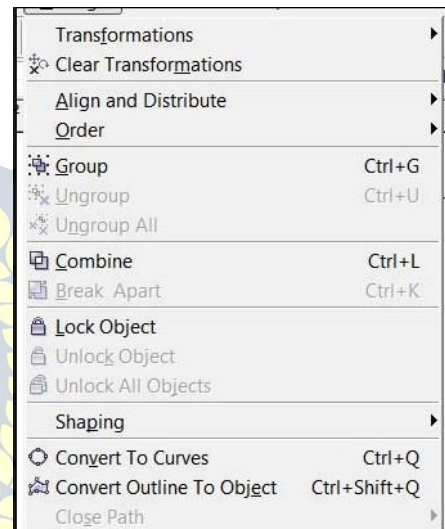 Transformations
Clear Transformations
Align and Distribute
Order
Group Ctrl+G
Ungroup Ctrl+U
Ungroup All
Combine Ctrl+L
Break Apart Ctrl+K
Lock Object
Unlock Object
Unlock All Objects
Shaping
Convert To Curves Ctrl+Q
Convert Outline To Object Ctrl+Shift+Q
Close Path